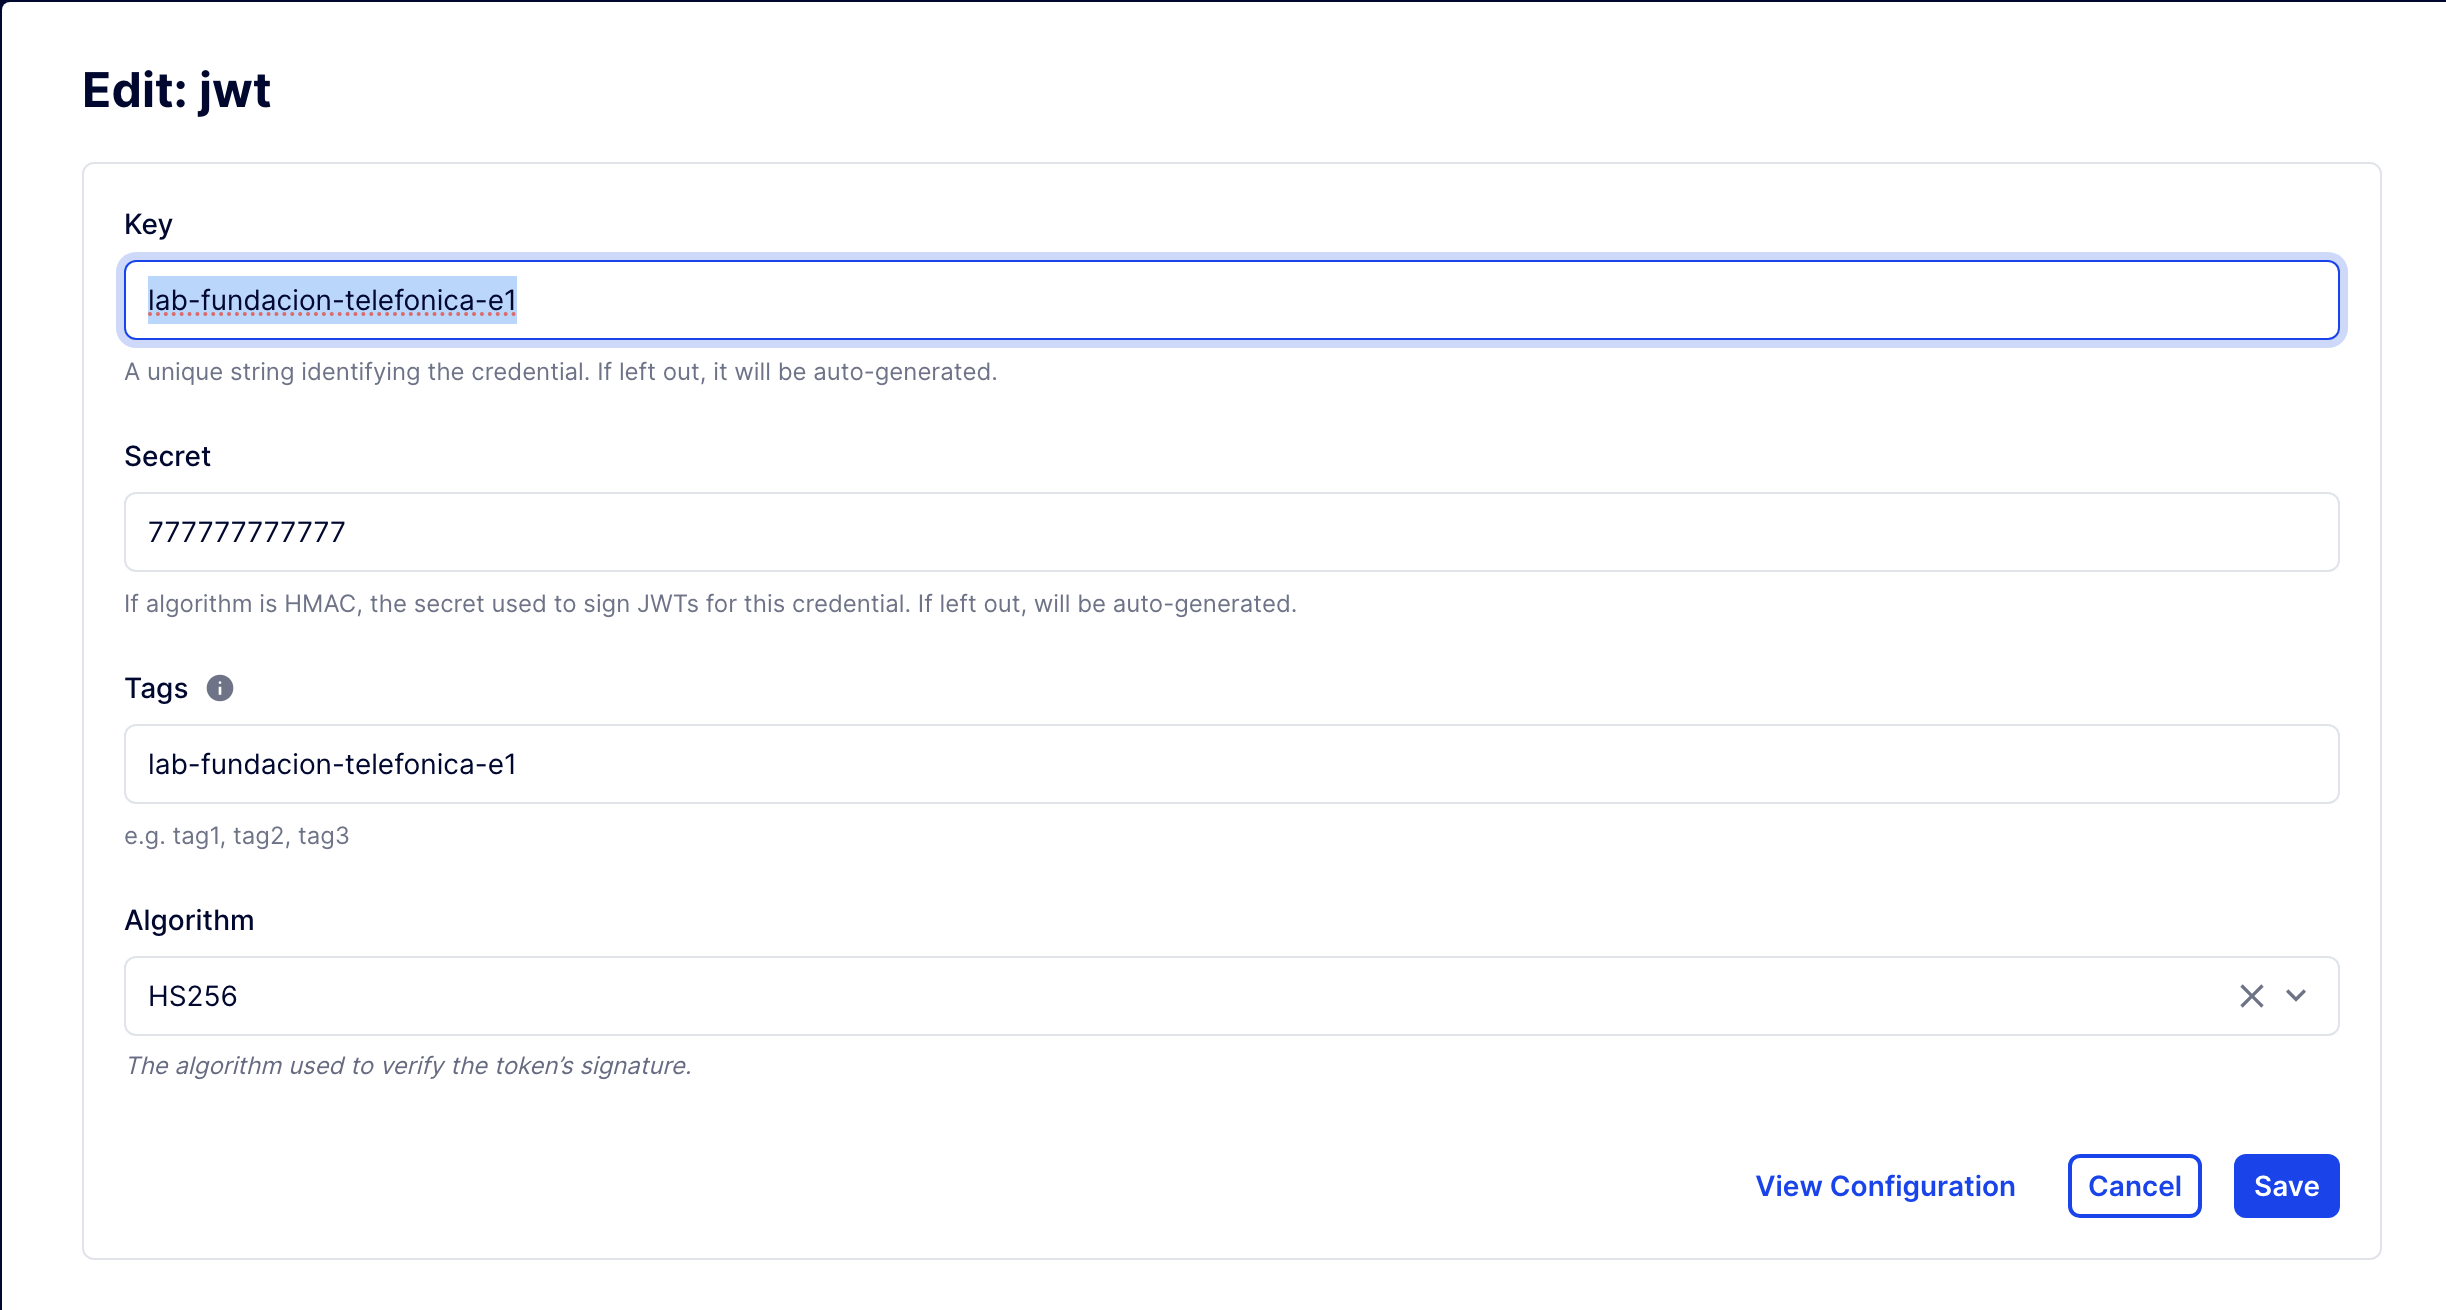 Edit: jwt
Key
lab-fundacion-telefonica-e1
A unique string identifying the credential. If left out, it will be auto-generated.
Secret
777777777777
If algorithm is HMAC, the secret used to sign JWTs for this credential. If left out, will be auto-generated.
Tags
lab-fundacion-telefonica-e1
e.g. tag1, tag2, tag3
Algorithm
HS256
The algorithm used to verify the token’s signature.
View Configuration Cancel Save